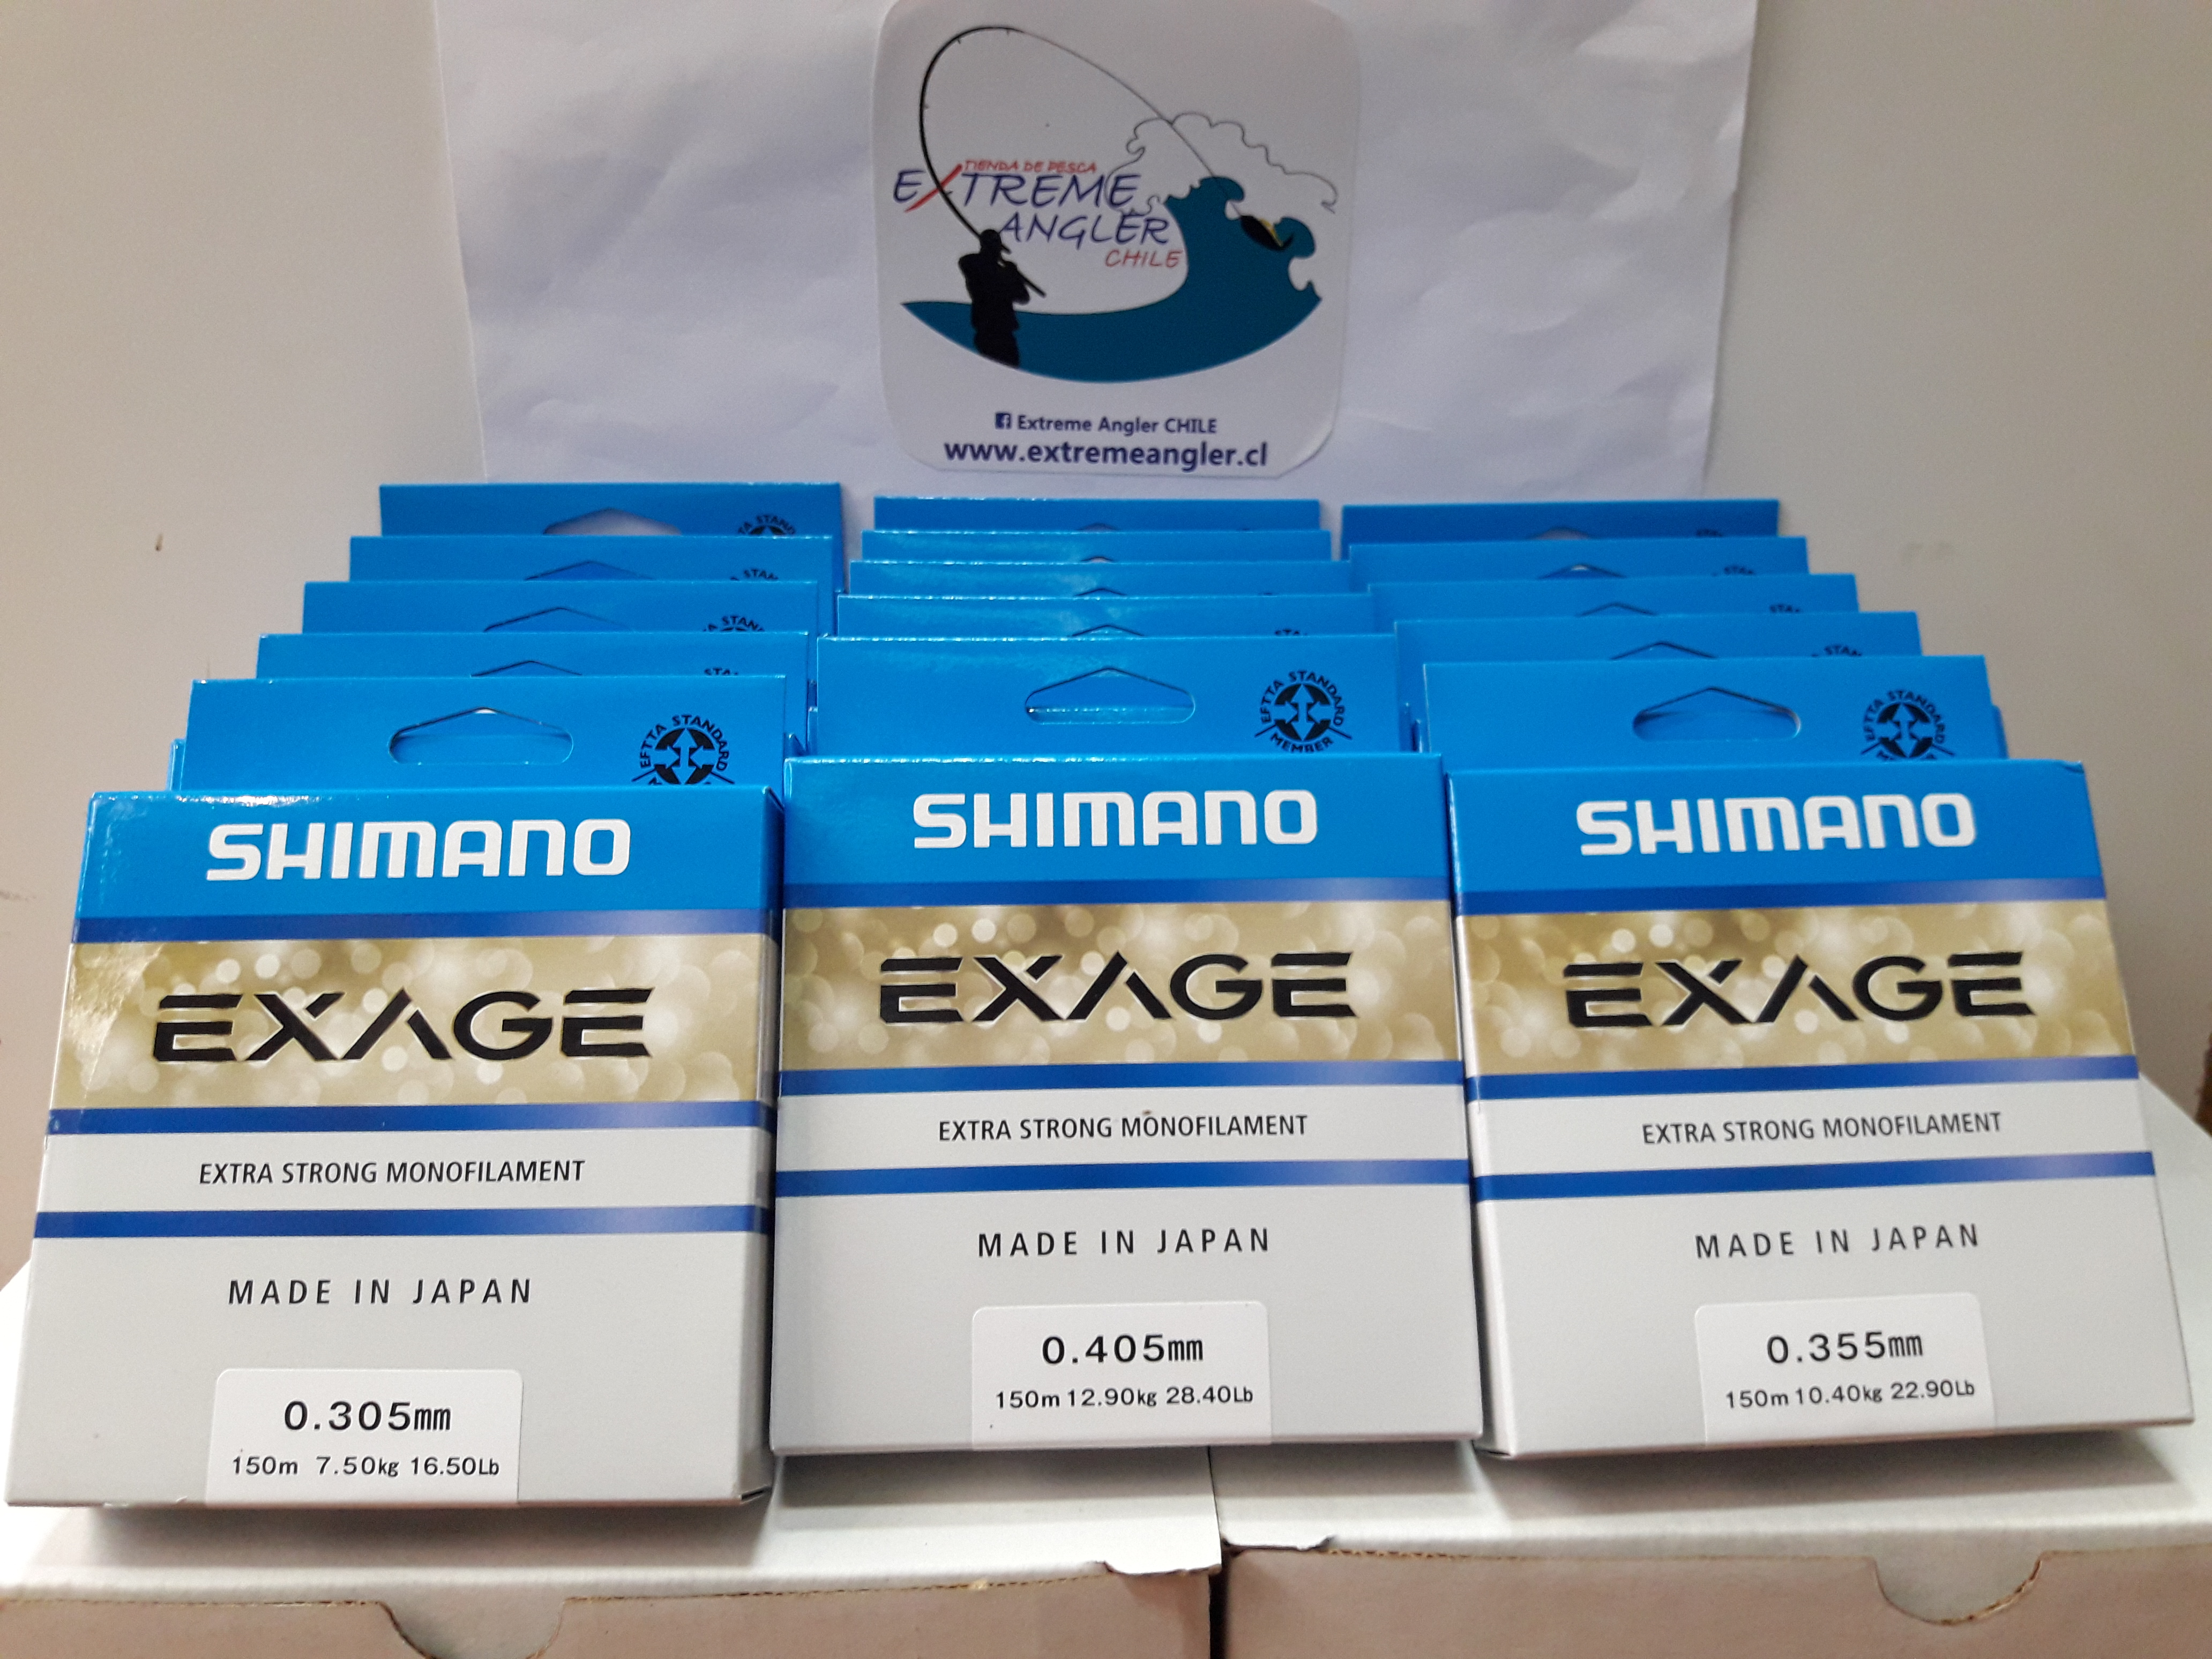 TIENDA DE PESCA
EXTREME
ANGLER
CHILE
Extreme Angler CHILE
www.extremeangler.cl
EFTTA STANDARD
EFTTA STANDARD
MEMBER
EFTTA STANDARD
MEMBER
SHIMANO
EXAGE
EXTRA STRONG MONOFILAMENT
MADE IN JAPAN
0.305mm
150m 7.50kg 16.50Lb
SHIMANO
EXAGE
EXTRA STRONG MONOFILAMENT
MADE IN JAPAN
0.405mm
150m 12.90kg 28.40Lb
SHIMANO
EXAGE
EXTRA STRONG MONOFILAMENT
MADE IN JAPAN
0.355mm
150m 10.40kg 22.90Lb